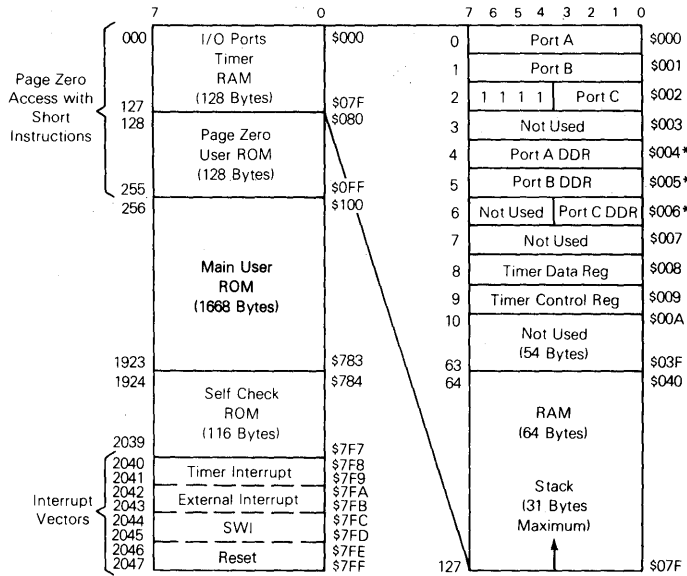 7 0
7 6 5 4 3 2 1 0
Page Zero
Access with
Short
Instructions
000 I/O Ports $000
Timer
RAM
127 (128 Bytes) $07F
128 $080
Page Zero
User ROM
(128 Bytes)
255 $0FF
256 $100
Main User
ROM
(1668 Bytes)
1923 $783
1924 $784
Self Check
ROM
(116 Bytes)
2039 $7F7
Interrupt
Vectors
2040 $7F8
Timer Interrupt
2041 $7F9
2042 $7FA
External Interrupt
2043 $7FB
2044 $7FC
SWI
2045 $7FD
2046 $7FE
Reset
2047 $7FF
0 Port A $000
1 Port B $001
2 1 1 1 1 Port C $002
3 Not Used $003
4 Port A DDR $004*
5 Port B DDR $005*
6 Not Used Port C DDR $006*
7 Not Used $007
8 Timer Data Reg $008
9 Timer Control Reg $009
10 $00A
Not Used
(54 Bytes)
63 $03F
64 $040
RAM
(64 Bytes)
Stack
(31 Bytes
Maximum)
127 $07F